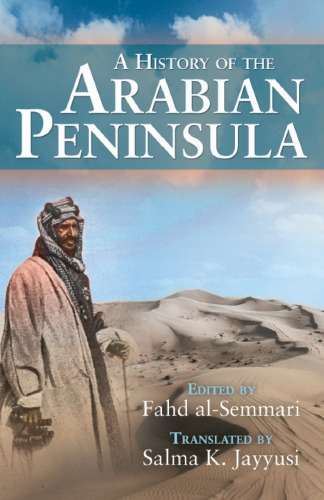 A History of the
Arabian
Peninsula
Edited by
Fahd al-Semmari
Translated by
Salma K. Jayyusi